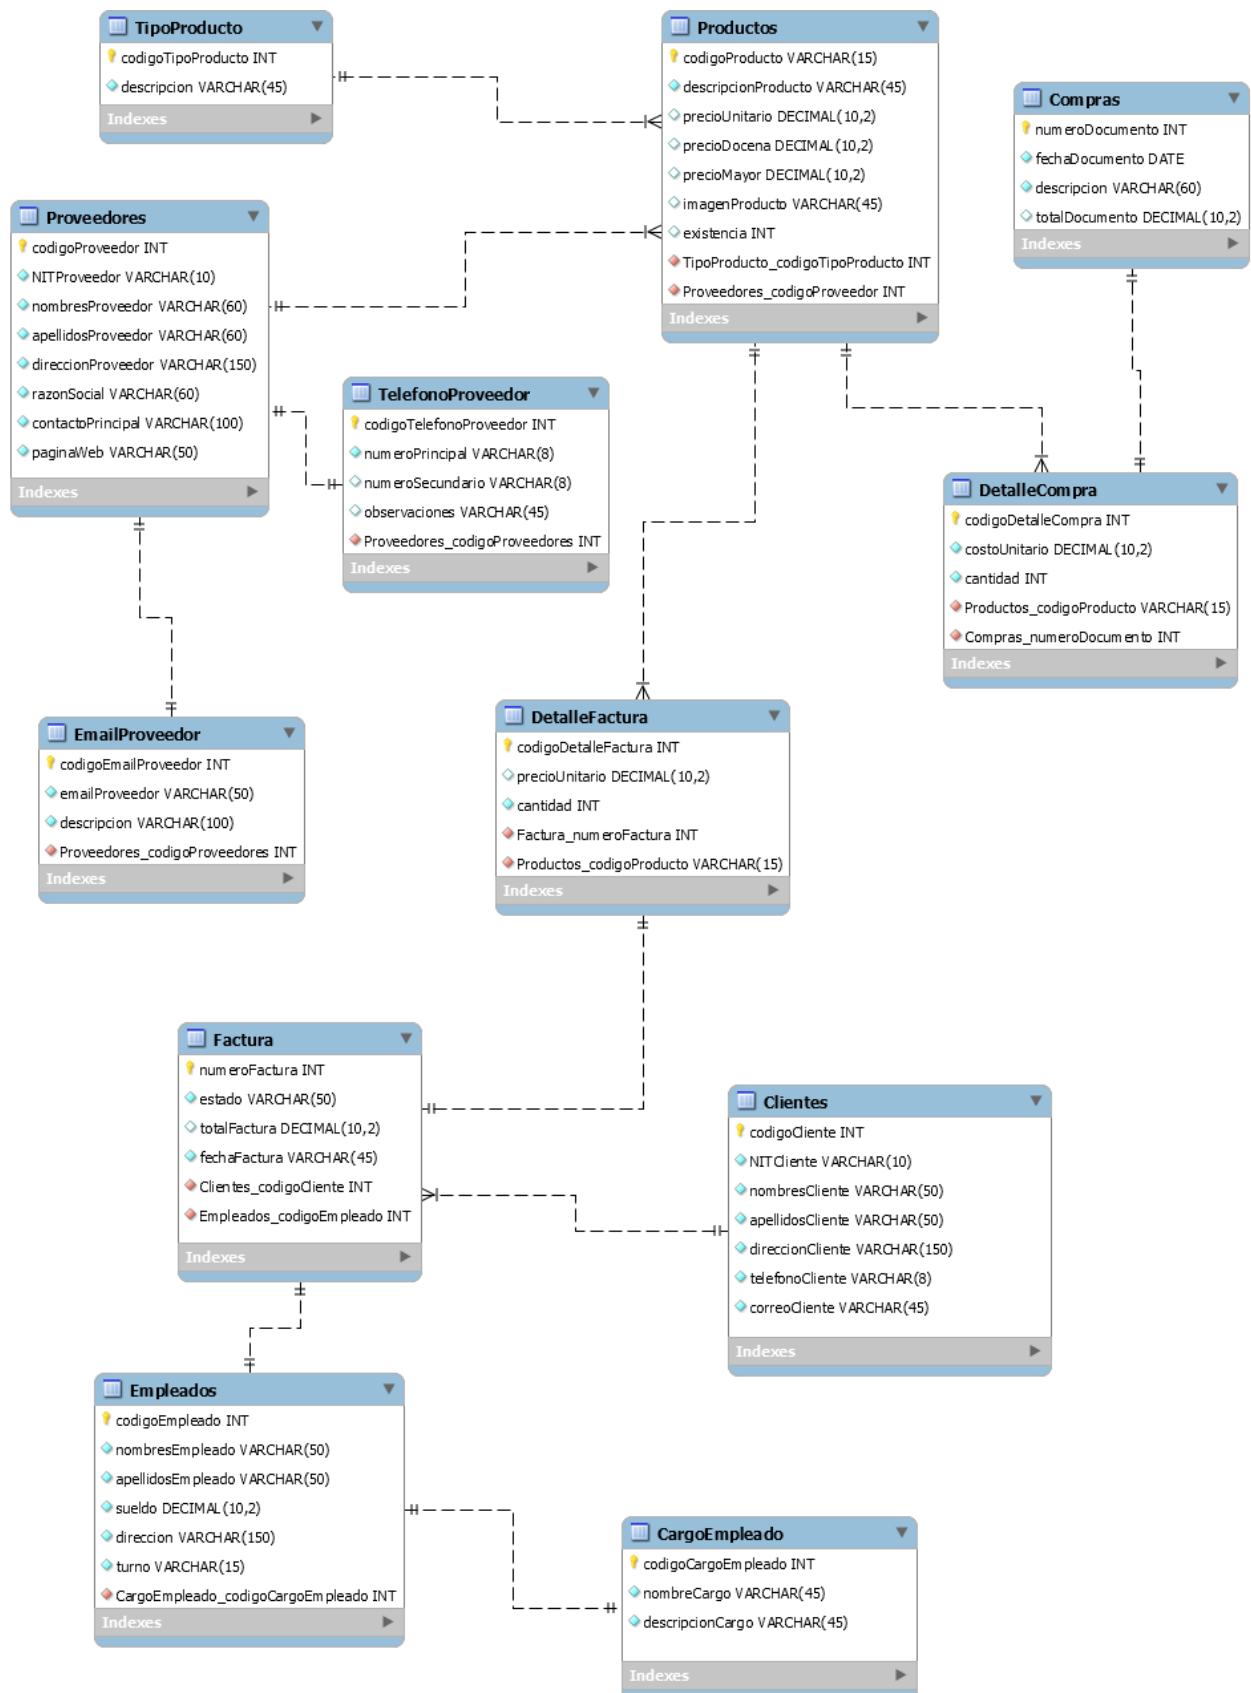 TipoProducto
codigoTipoProducto INT
descripcion VARCHAR(45)
Indexes
Productos
codigoProducto VARCHAR(15)
descripcionProducto VARCHAR(45)
precioUnitario DECIMAL(10,2)
precioDocena DECIMAL(10,2)
precioMayor DECIMAL(10,2)
imagenProducto VARCHAR(45)
existencia INT
TipoProducto_codigoTipoProducto INT
Proveedores_codigoProveedor INT
Indexes
Compras
numeroDocumento INT
fechaDocumento DATE
descripcion VARCHAR(60)
totalDocumento DECIMAL(10,2)
Indexes
Proveedores
codigoProveedor INT
NITProveedor VARCHAR(10)
nombresProveedor VARCHAR(60)
apellidosProveedor VARCHAR(60)
direccionProveedor VARCHAR(150)
razonSocial VARCHAR(60)
contactoPrincipal VARCHAR(100)
paginaWeb VARCHAR(50)
Indexes
TelefonoProveedor
codigoTelefonoProveedor INT
numeroPrincipal VARCHAR(8)
numeroSecundario VARCHAR(8)
observaciones VARCHAR(45)
Proveedores_codigoProveedores INT
Indexes
DetalleCompra
codigoDetalleCompra INT
costoUnitario DECIMAL(10,2)
cantidad INT
Productos_codigoProducto VARCHAR(15)
Compras_numeroDocumento INT
Indexes
EmailProveedor
codigoEmailProveedor INT
emailProveedor VARCHAR(50)
descripcion VARCHAR(100)
Proveedores_codigoProveedores INT
Indexes
DetalleFactura
codigoDetalleFactura INT
precioUnitario DECIMAL(10,2)
cantidad INT
Factura_numeroFactura INT
Productos_codigoProducto VARCHAR(15)
Indexes
Factura
numeroFactura INT
estado VARCHAR(50)
totalFactura DECIMAL(10,2)
fechaFactura VARCHAR(45)
Clientes_codigoCliente INT
Empleados_codigoEmpleado INT
Indexes
Clientes
codigoCliente INT
NITCliente VARCHAR(10)
nombresCliente VARCHAR(50)
apellidosCliente VARCHAR(50)
direccionCliente VARCHAR(150)
telefonoCliente VARCHAR(8)
correoCliente VARCHAR(45)
Indexes
Empleados
codigoEmpleado INT
nombresEmpleado VARCHAR(50)
apellidosEmpleado VARCHAR(50)
sueldo DECIMAL(10,2)
direccion VARCHAR(150)
turno VARCHAR(15)
CargoEmpleado_codigoCargoEmpleado INT
Indexes
CargoEmpleado
codigoCargoEmpleado INT
nombreCargo VARCHAR(45)
descripcionCargo VARCHAR(45)
Indexes